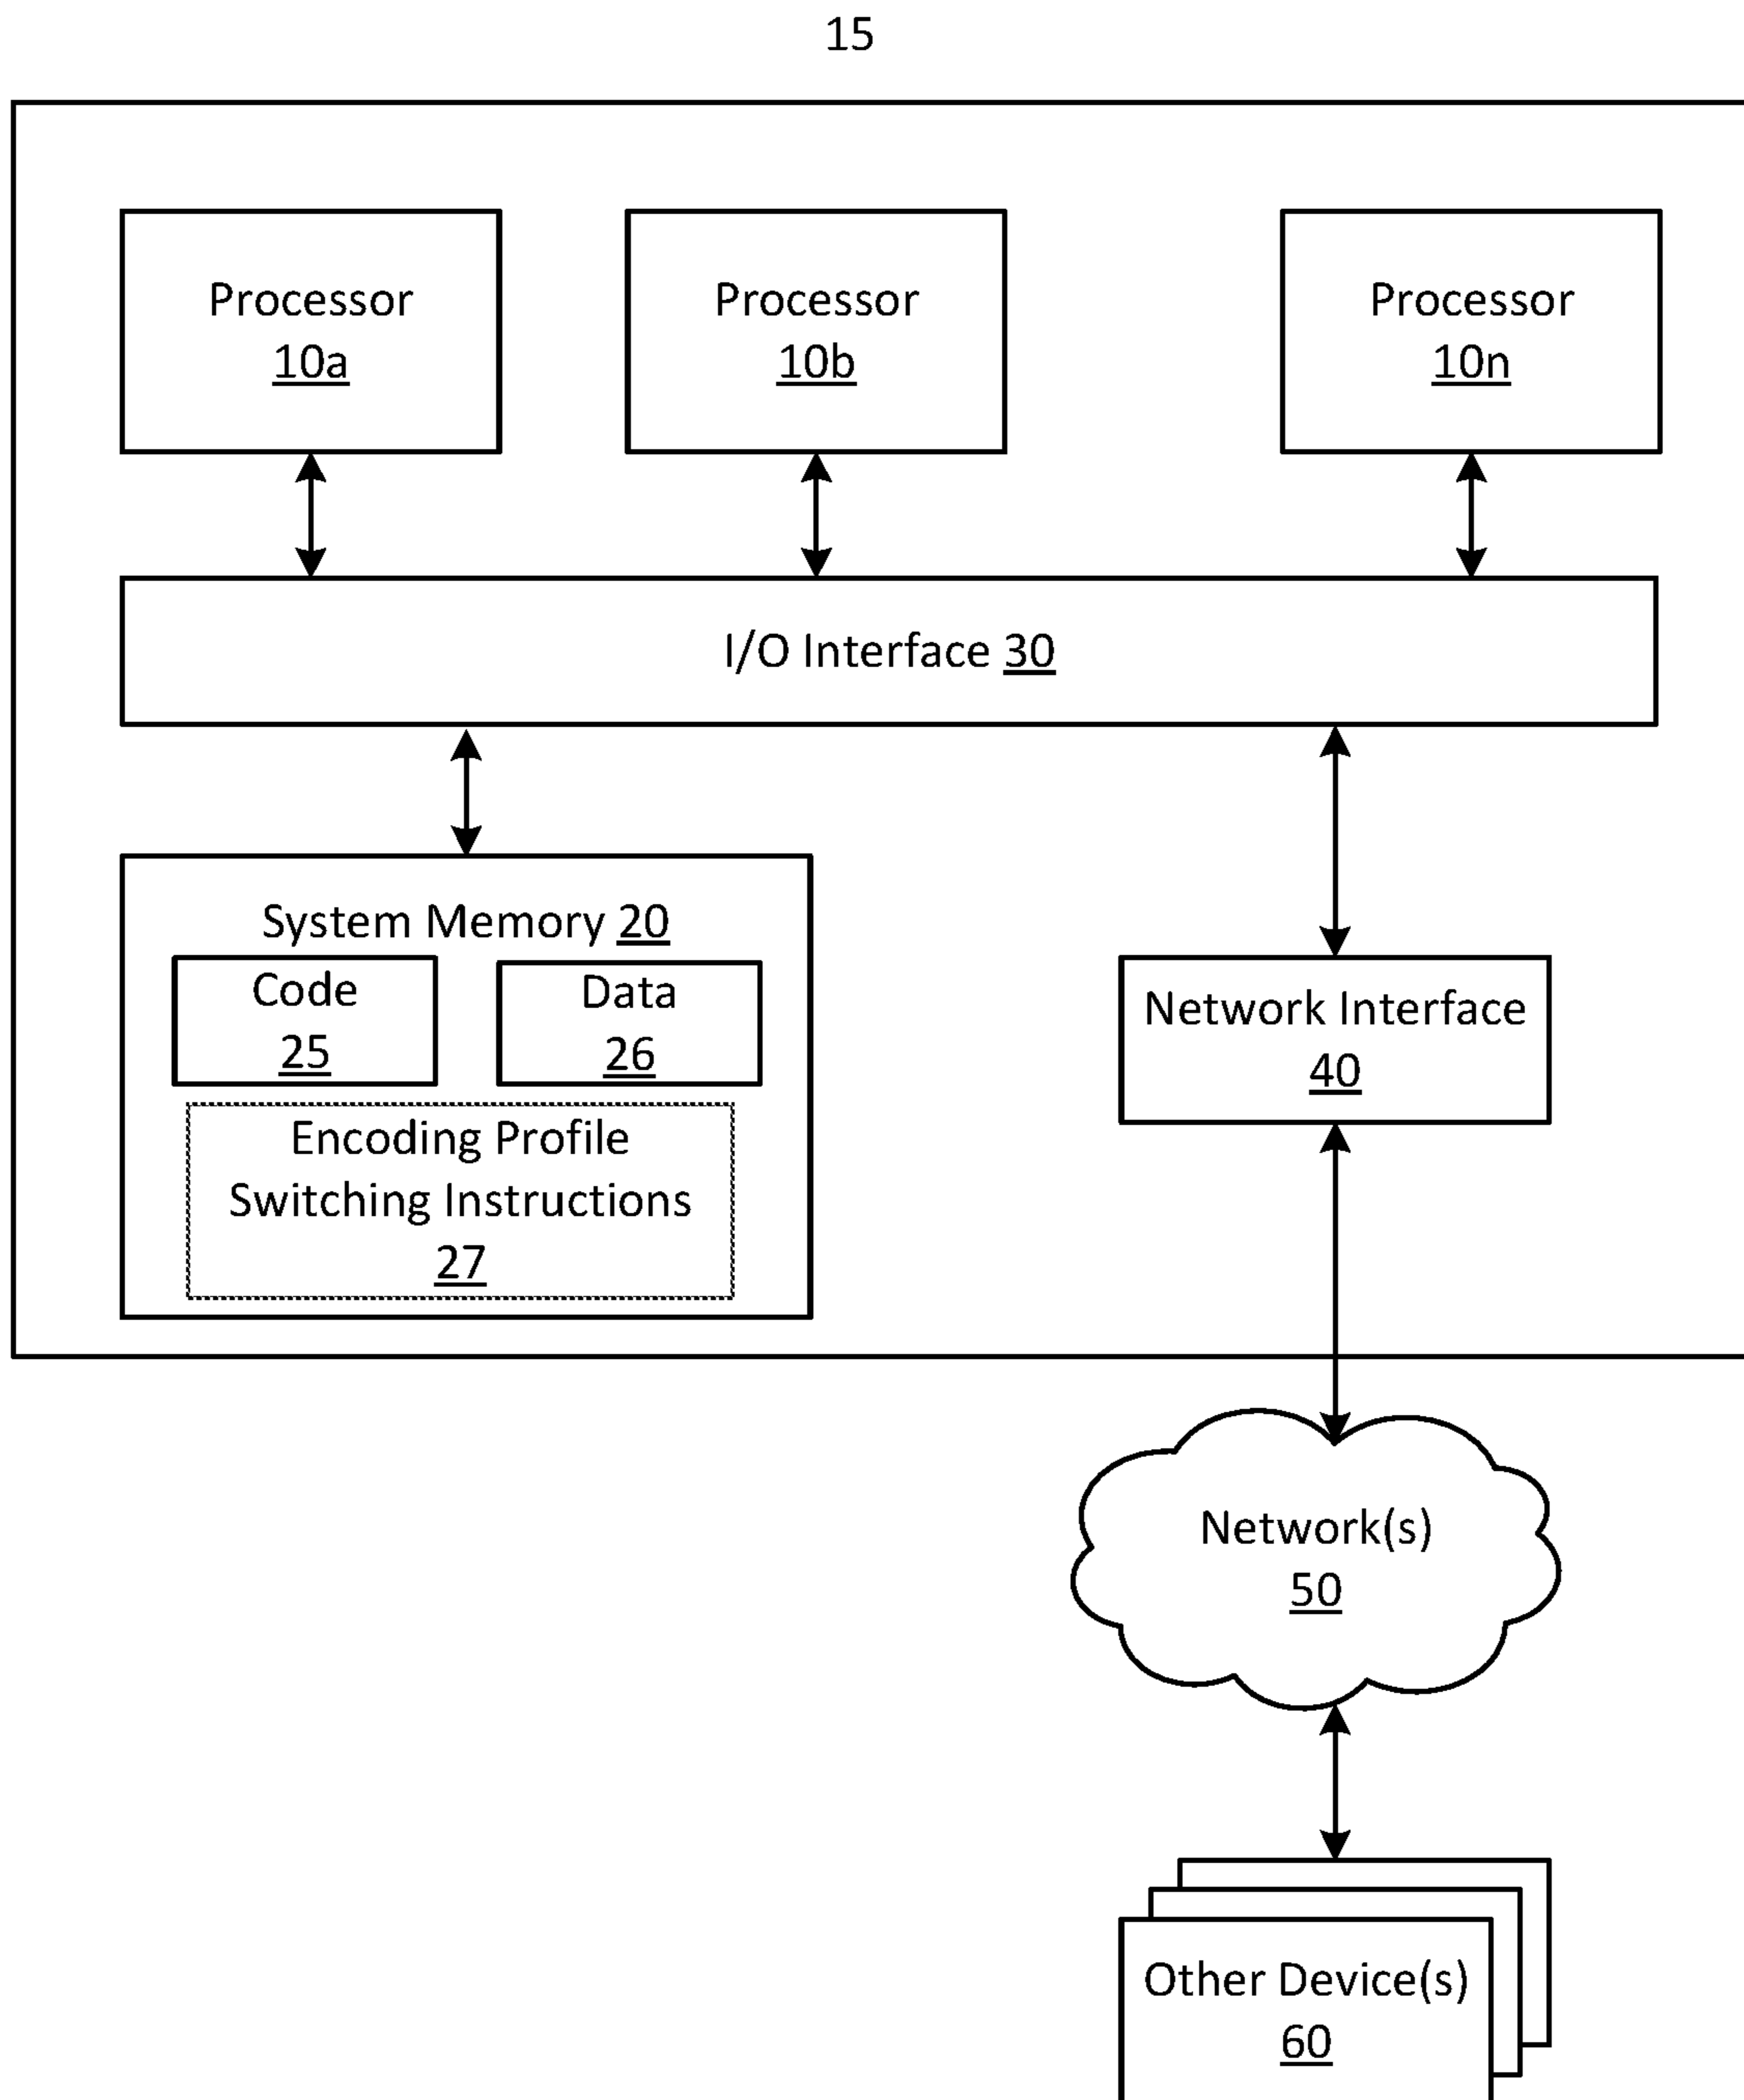 15
Processor
10a
Processor
10b
Processor
10n
I/O Interface 30
System Memory 20
Code
25
Data
26
Encoding Profile
Switching Instructions
27
Network Interface
40
Network(s)
50
Other Device(s)
60